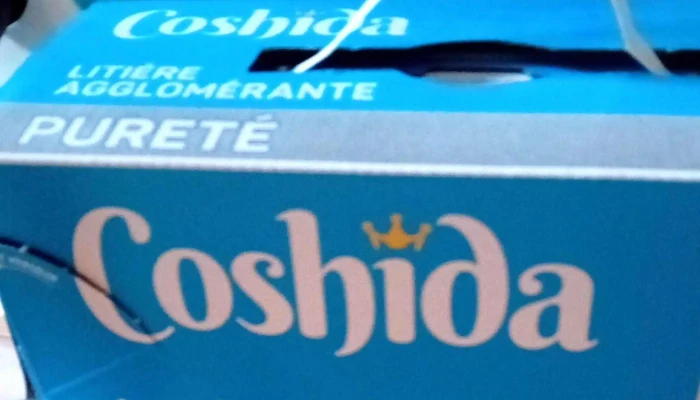 Coshida
LITIÈRE
AGGLOMÉRANTE
PURETÉ
Coshida